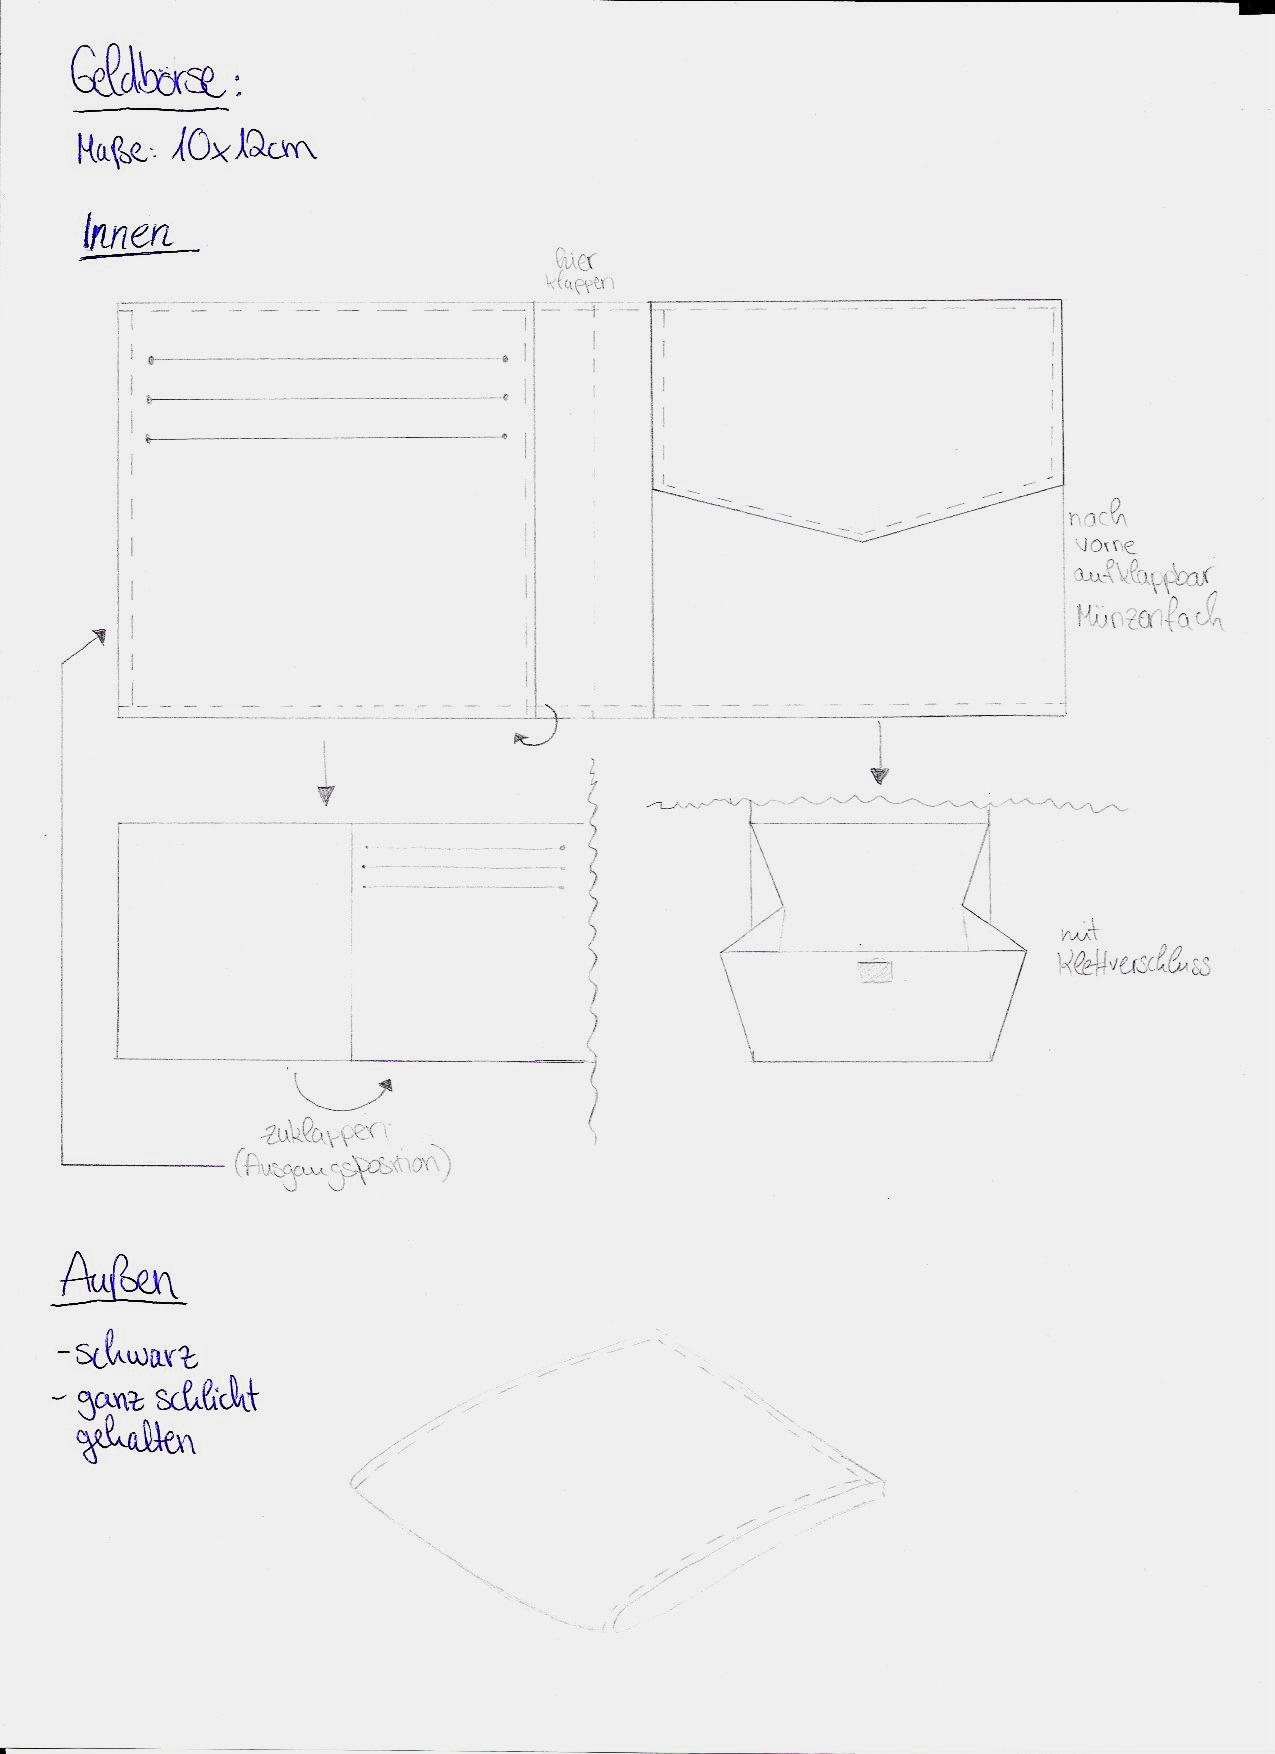 Geldbörse:
Maße: 10x12cm
Innen
hier
klappen
nach
vorne
aufklappbar
Münzenfach
mit
Klettverschluss
zuklappen
(Ausgangsposition)
Außen
- schwarz
- ganz schlicht
gehalten